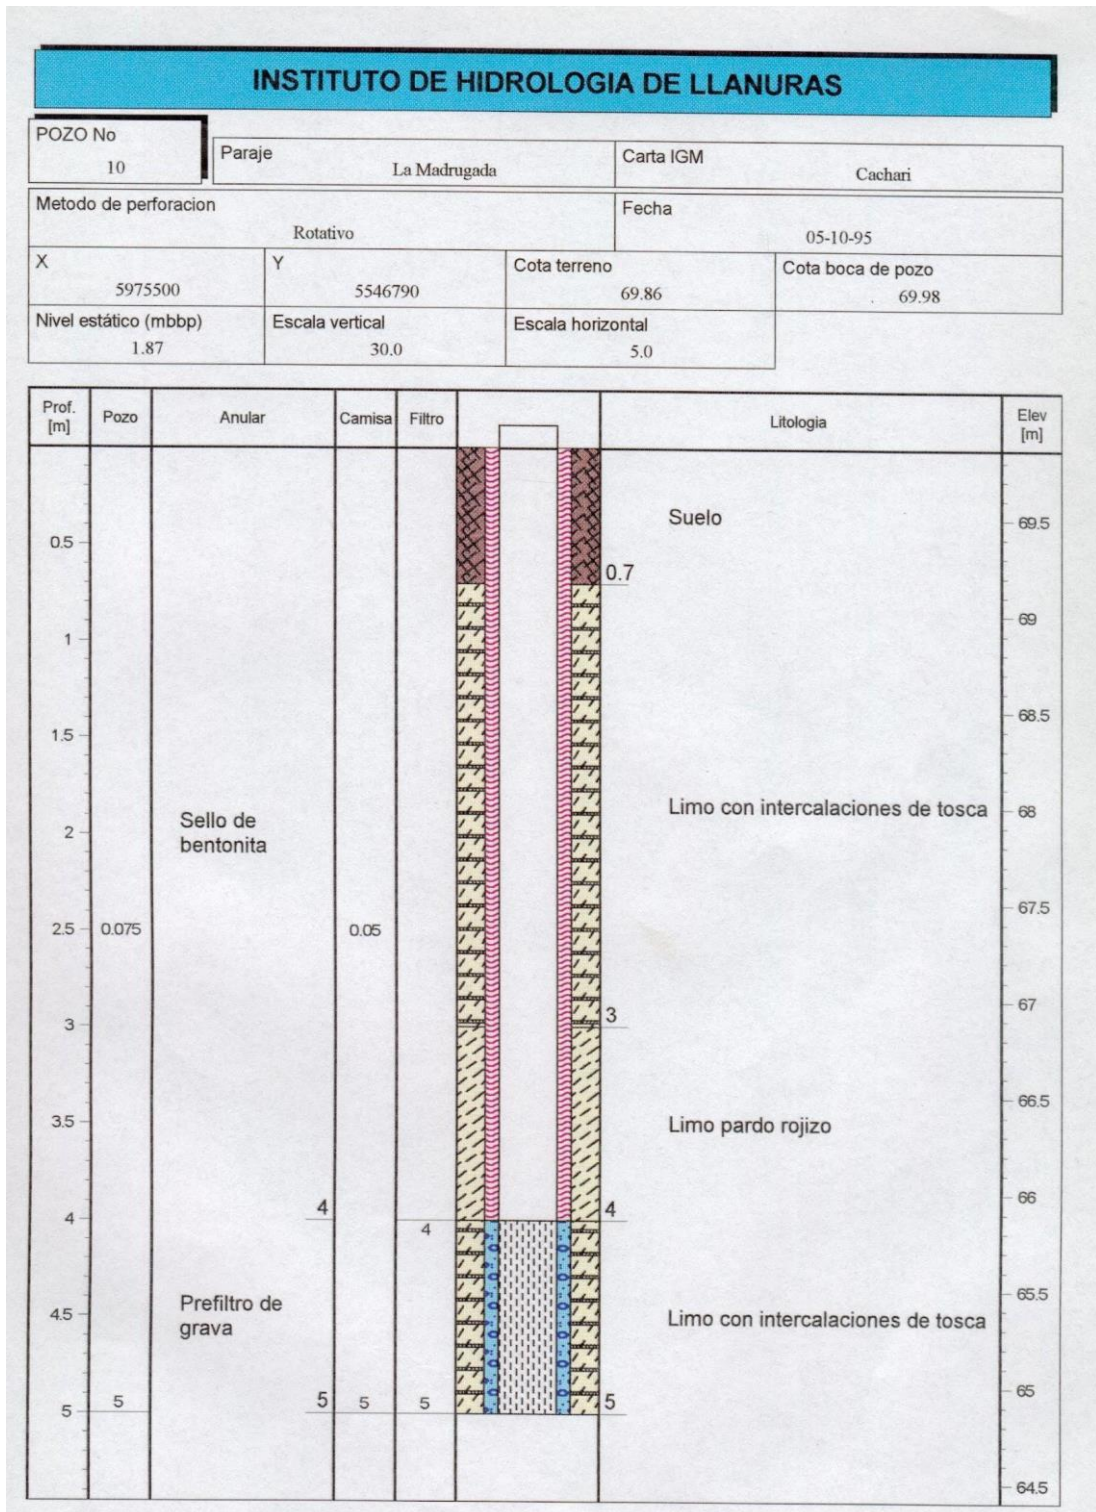 INSTITUTO DE HIDROLOGIA DE LLANURAS
POZO No
10
Paraje
La Madrugada
Carta IGM
Cachari
Metodo de perforacion
Rotativo
Fecha
05-10-95
X
5975500
Y
5546790
Cota terreno
69.86
Cota boca de pozo
69.98
Nivel estático (mbbp)
1.87
Escala vertical
30.0
Escala horizontal
5.0
Prof.
[m]
Pozo
Anular
Camisa
Filtro
Litologia
Elev
[m]
Suelo
69.5
0.5
0.7
69
1
68.5
1.5
Limo con intercalaciones de tosca
68
2
Sello de
bentonita
67.5
2.5
0.075
0.05
67
3
3
66.5
3.5
Limo pardo rojizo
66
4
4
4
4
65.5
4.5
Prefiltro de
grava
Limo con intercalaciones de tosca
65
5
5
5
5
5
5
64.5